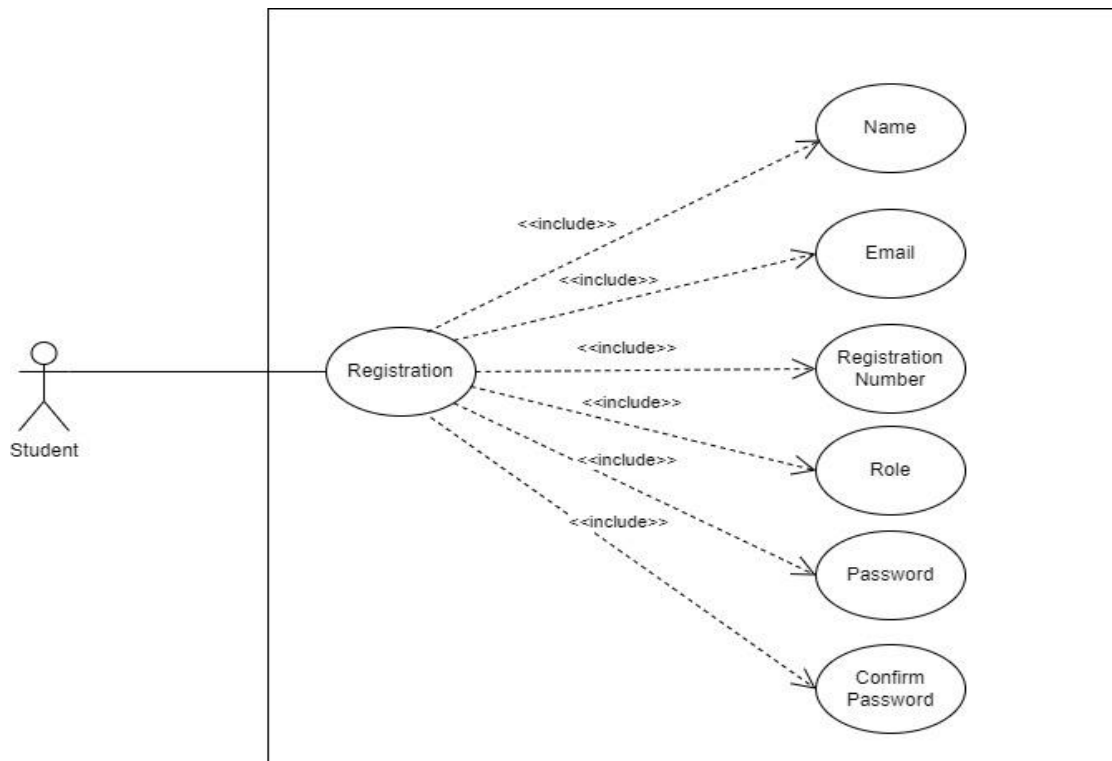 Name
<<include>>
Email
<<include>>
<<include>>
Registration
Registration
Number
<<include>>
Student
<<include>>
Role
<<include>>
Password
Confirm
Password